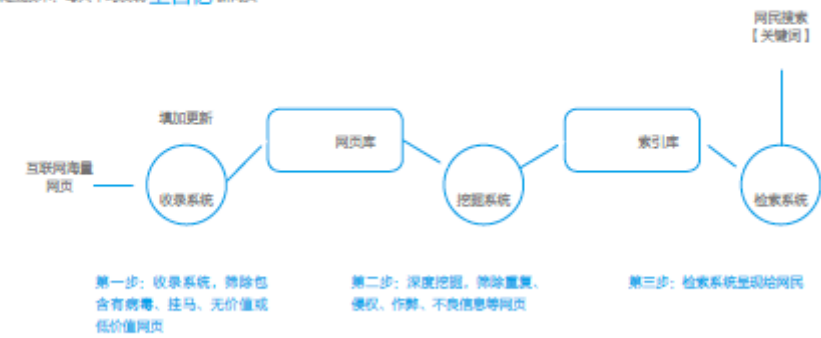 网民搜索
【关键词】
填加更新
网页库
索引库
互联网海量
网页
收录系统
挖掘系统
检索系统
第一步：收录系统，筛除包
含有病毒、挂马、无价值或
低价值网页
第二步：深度挖掘，筛除重复、
侵权、作弊、不良信息等网页
第三步：检索系统呈现给网民